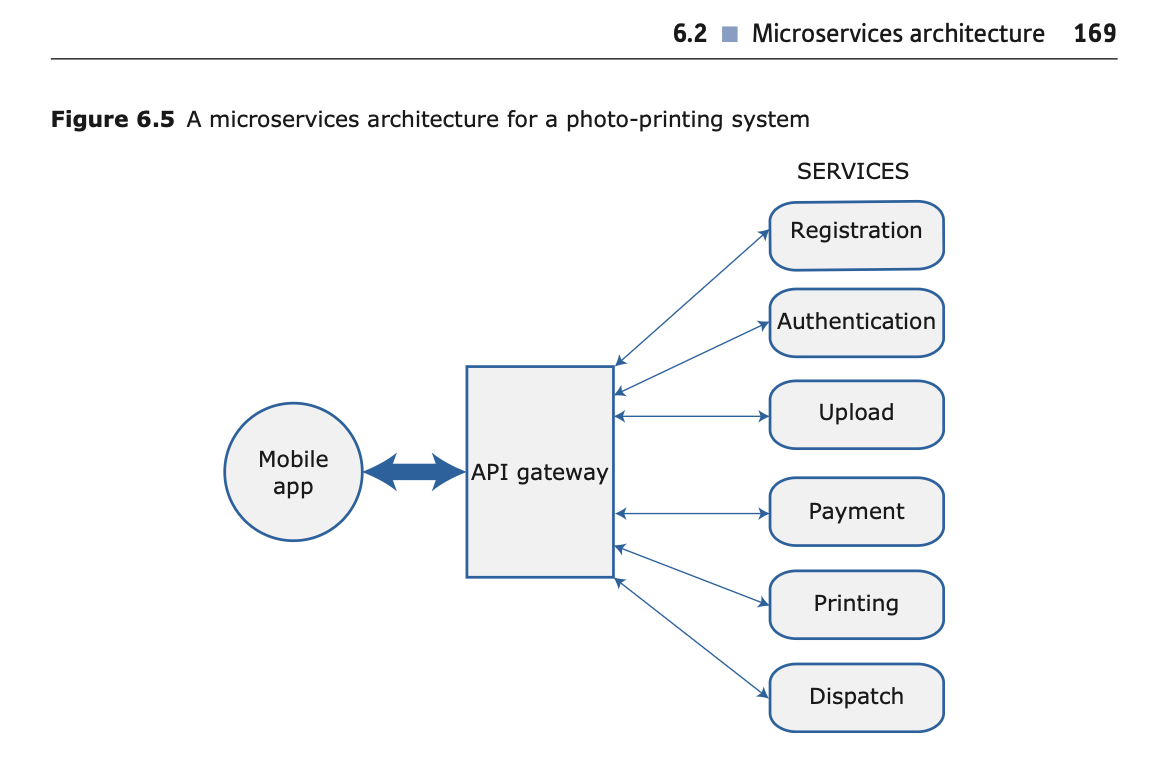 6.2 ■ Microservices architecture 169
Figure 6.5 A microservices architecture for a photo-printing system
SERVICES
Registration
Authentication
Upload
Mobile
app
API gateway
Payment
Printing
Dispatch